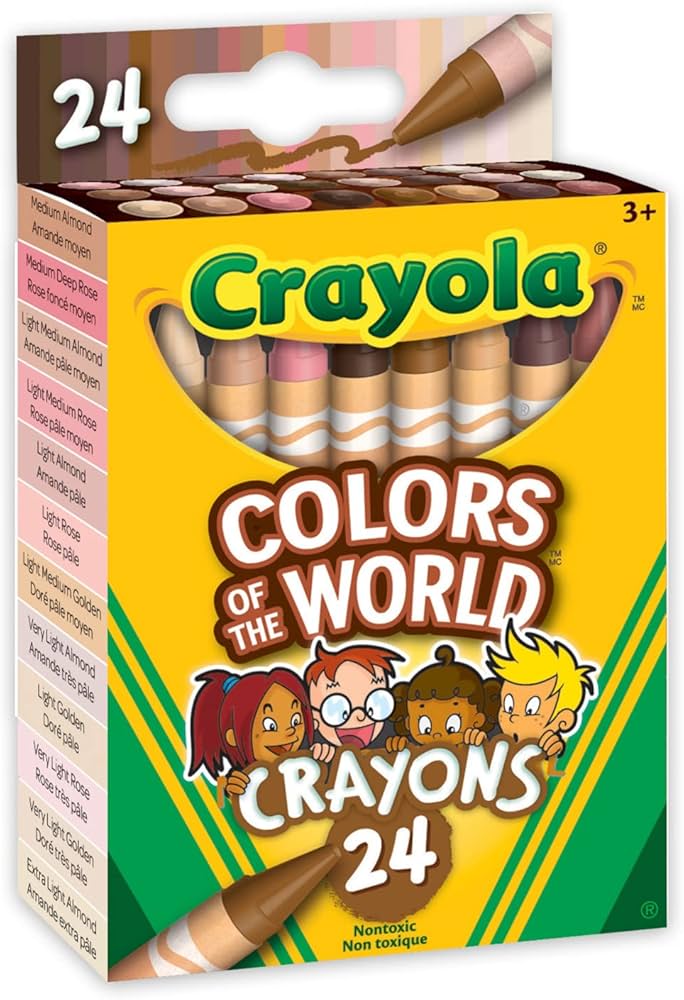 24
3+
Crayola®
™
MC
®
COLORS
OF
THE WORLD™
MC
CRAYONS
24
Nontoxic
Non toxique
®
Medium Almond
Amande moyen
Medium Deep Rose
Rose foncé moyen
Light Medium Almond
Amande pâle moyen
Light Medium Rose
Rose pâle moyen
Light Almond
Amande pâle
Light Rose
Rose pâle
Light Medium Golden
Doré pâle moyen
Very Light Almond
Amande très pâle
Light Golden
Doré pâle
Very Light Rose
Rose très pâle
Very Light Golden
Doré très pâle
Extra Light Almond
Amande extra pâle